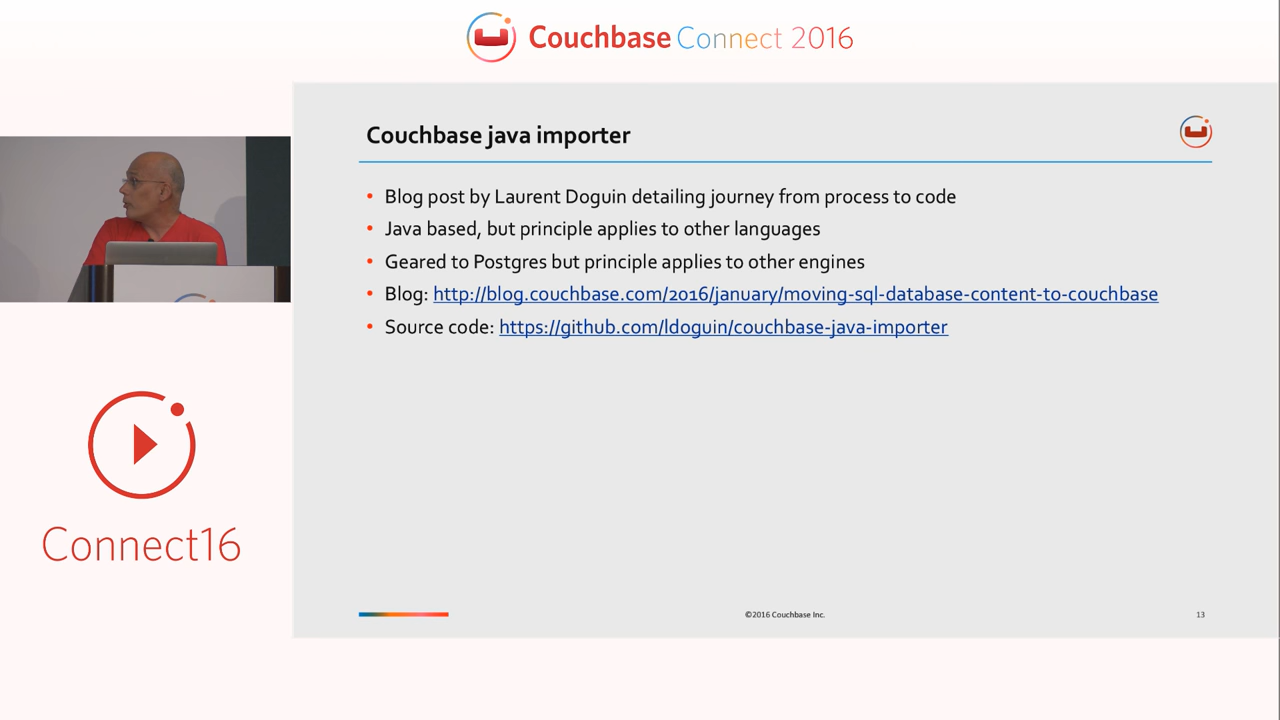 Couchbase Connect 2016
Couchbase java importer
• Blog post by Laurent Doguin detailing journey from process to code
• Java based, but principle applies to other languages
• Geared to Postgres but principle applies to other engines
• Blog: http://blog.couchbase.com/2016/january/moving-sql-database-content-to-couchbase
• Source code: https://github.com/ldoguin/couchbase-java-importer
Connect16
©2016 Couchbase Inc.
13